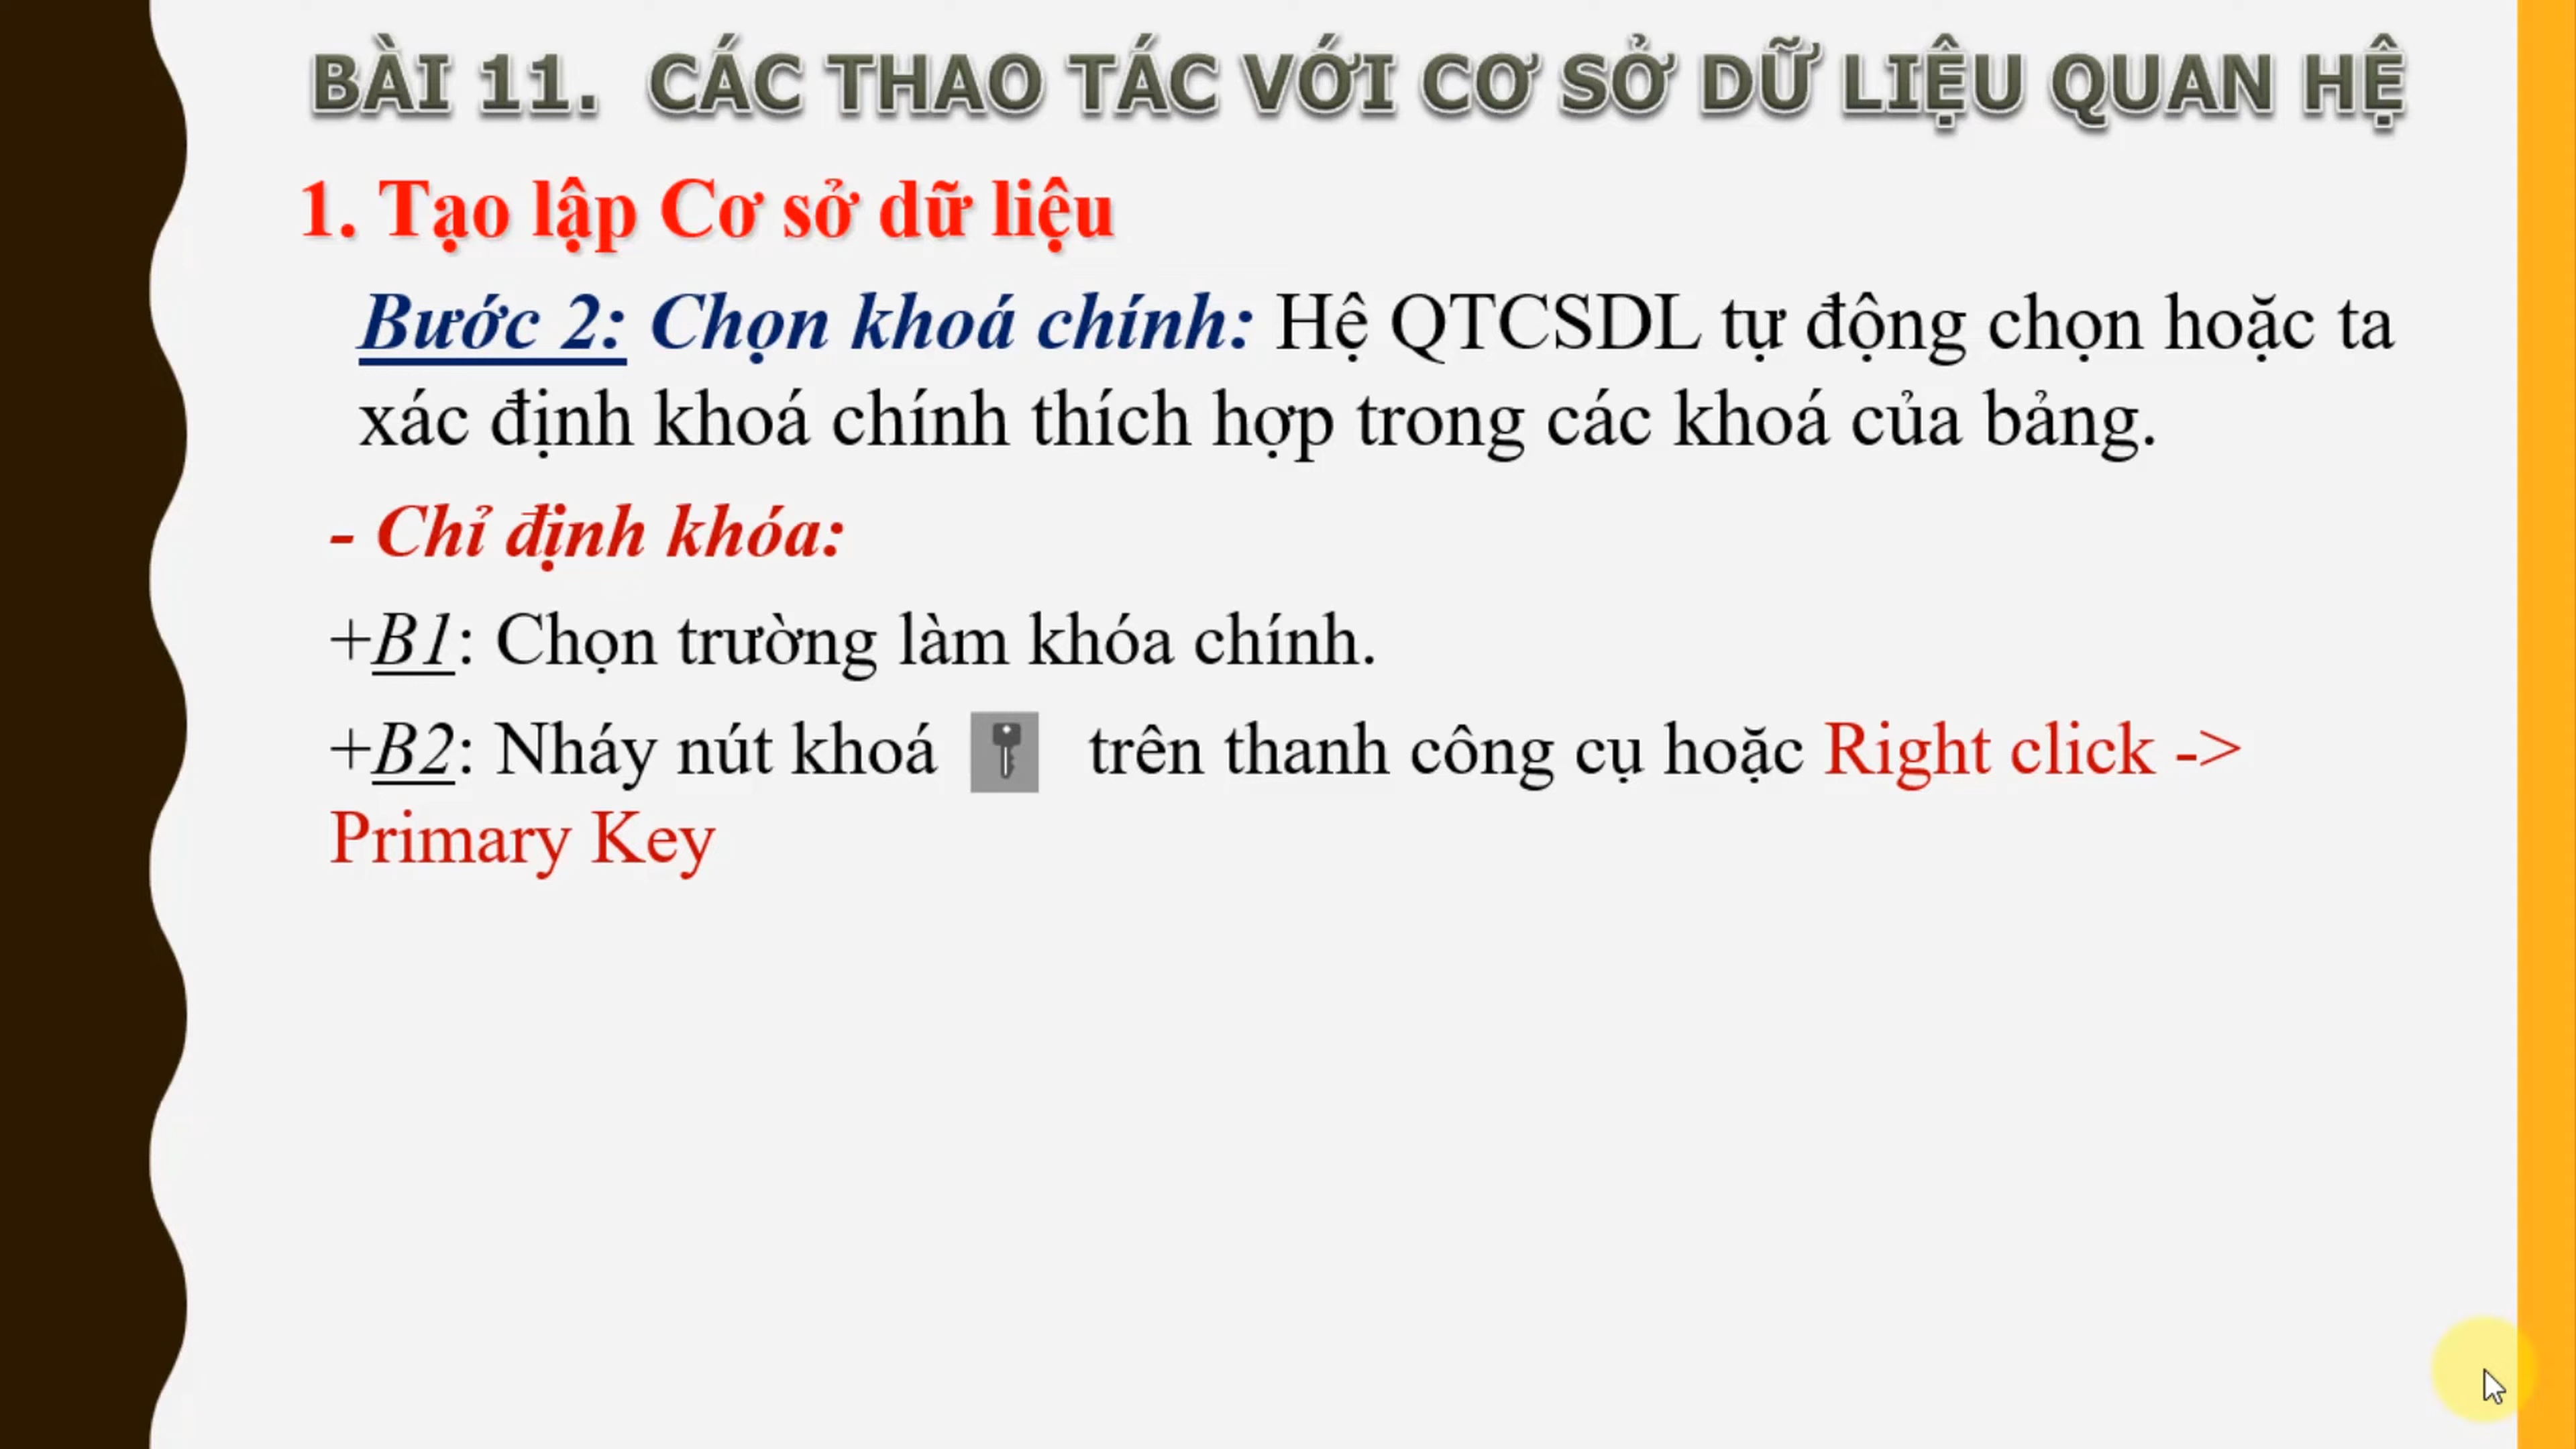 BÀI 11. CÁC THAO TÁC VỚI CƠ SỞ DỮ LIỆU QUAN HỆ
1. Tạo lập Cơ sở dữ liệu
Bước 2: Chọn khoá chính: Hệ QTCSDL tự động chọn hoặc ta
xác định khoá chính thích hợp trong các khoá của bảng.
- Chỉ định khóa:
+B1: Chọn trường làm khóa chính.
+B2: Nháy nút khoá trên thanh công cụ hoặc Right click ->
Primary Key